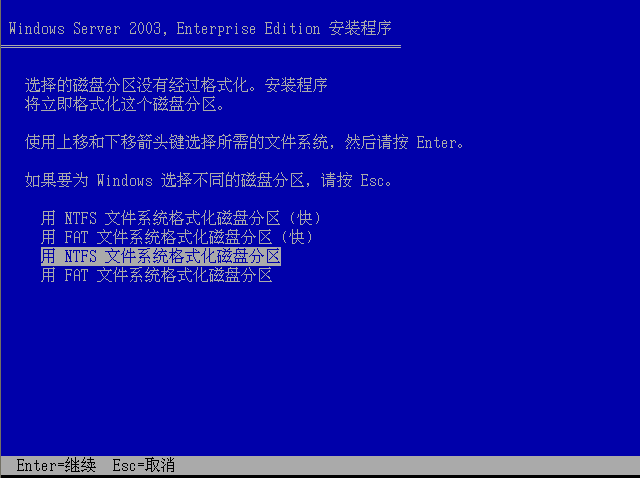 Windows Server 2003, Enterprise Edition 安装程序
选择的磁盘分区没有经过格式化。安装程序
将立即格式化这个磁盘分区。
使用上移和下移箭头键选择所需的文件系统，然后请按 Enter。
如果要为 Windows 选择不同的磁盘分区，请按 Esc。
用 NTFS 文件系统格式化磁盘分区（快）
用 FAT 文件系统格式化磁盘分区（快）
用 NTFS 文件系统格式化磁盘分区
用 FAT 文件系统格式化磁盘分区
Enter=继续 Esc=取消